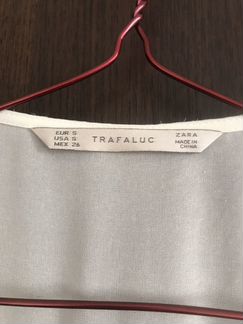 EUR S
USA S
MEX 26
TRAFALUC
ZARA
MADE IN
CHINA